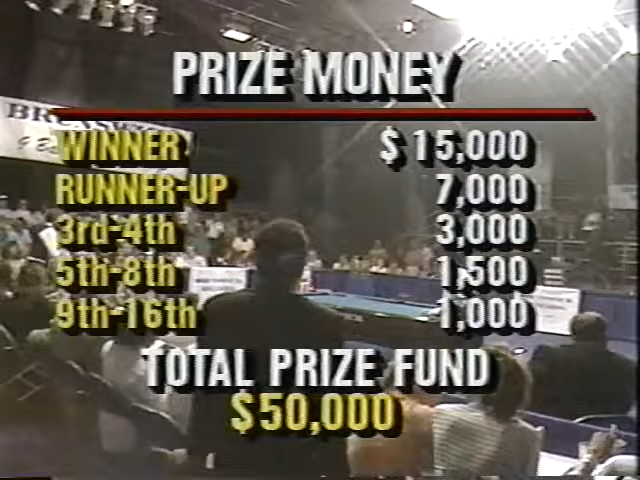 PRIZE MONEY
WINNER $15,000
RUNNER-UP 7,000
3rd-4th 3,000
5th-8th 1,500
9th-16th 1,000
TOTAL PRIZE FUND
$50,000